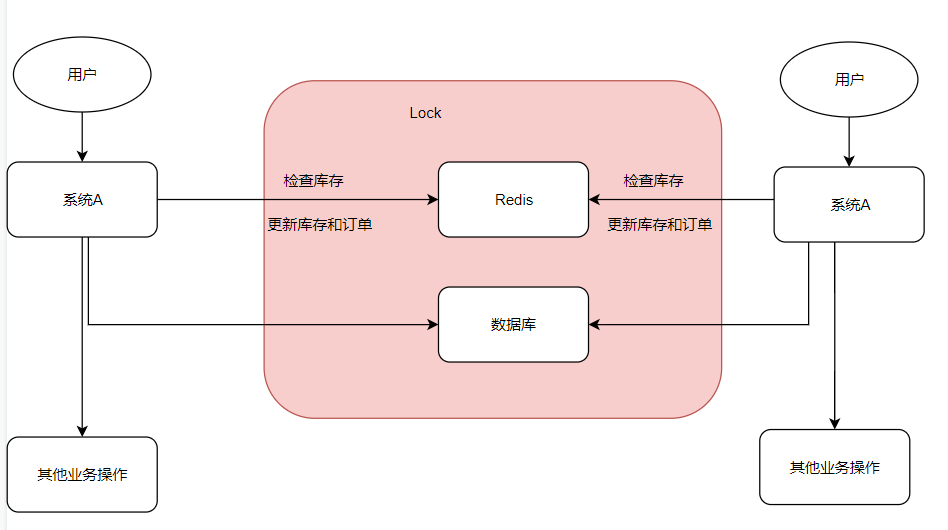 用户
用户
Lock
检查库存
检查库存
系统A
Redis
系统A
更新库存和订单
更新库存和订单
数据库
其他业务操作
其他业务操作